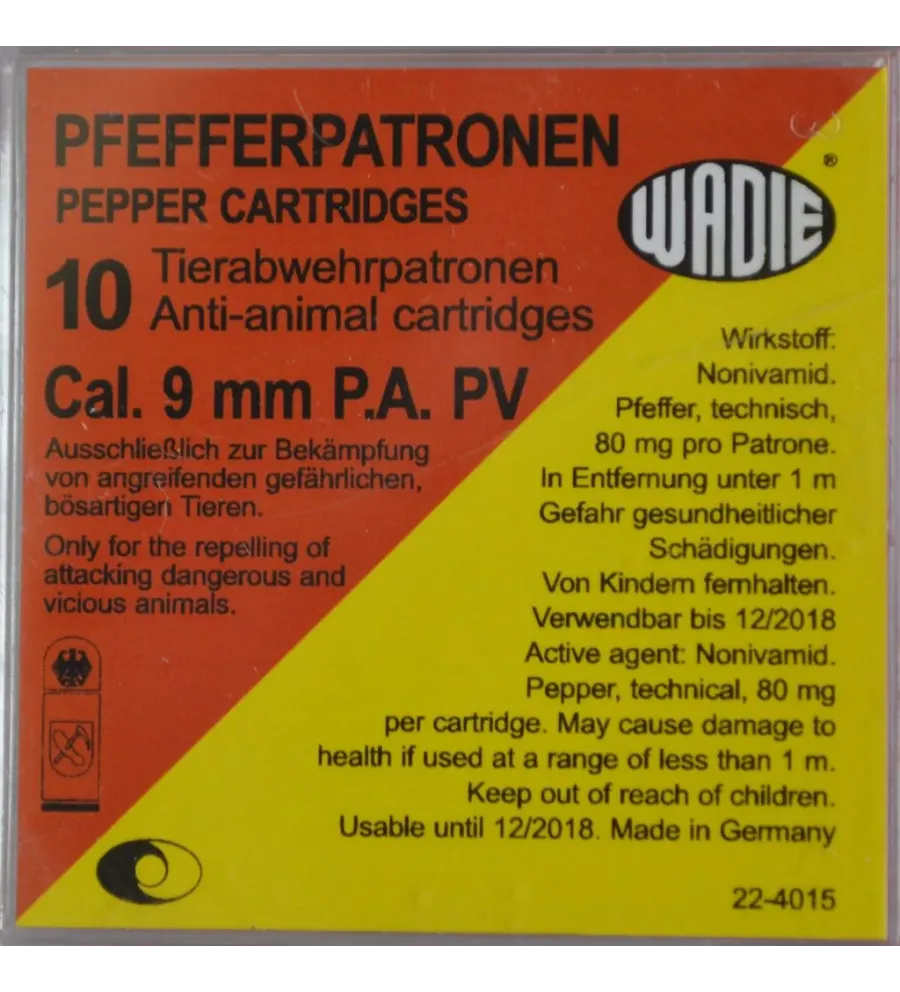 PFEFFERPATRONEN
PEPPER CARTRIDGES
10 Tierabwehrpatronen
Anti-animal cartridges
Cal. 9 mm P.A. PV
Ausschließlich zur Bekämpfung
von angreifenden gefährlichen,
bösartigen Tieren.
Only for the repelling of
attacking dangerous and
vicious animals.
WADIE®
Wirkstoff:
Nonivamid.
Pfeffer, technisch,
80 mg pro Patrone.
In Entfernung unter 1 m
Gefahr gesundheitlicher
Schädigungen.
Von Kindern fernhalten.
Verwendbar bis 12/2018
Active agent: Nonivamid.
Pepper, technical, 80 mg
per cartridge. May cause damage to
health if used at a range of less than 1 m.
Keep out of reach of children.
Usable until 12/2018. Made in Germany
22-4015